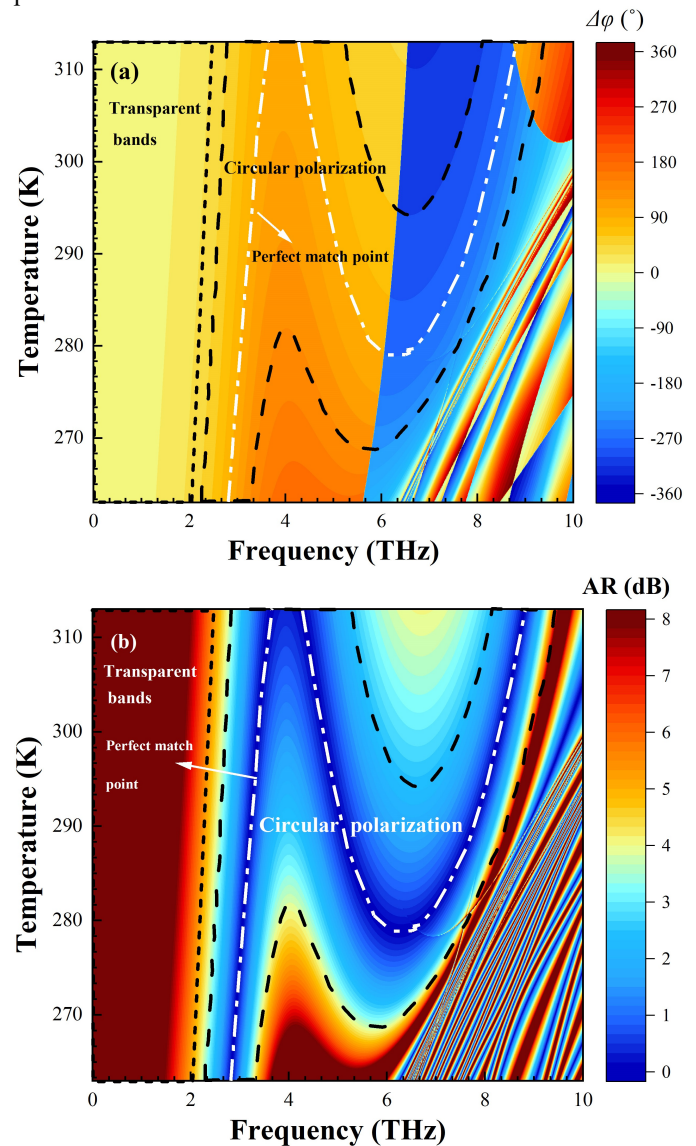 Δφ (°)
(a)
Transparent
bands
Circular polarization
Perfect match point
Temperature (K)
310
300
290
280
270
0
2
4
6
8
10
Frequency (THz)
360
270
180
90
0
-90
-180
-270
-360
AR (dB)
(b)
Transparent
bands
Perfect match
point
Circular polarization
Temperature (K)
310
300
290
280
270
0
2
4
6
8
10
Frequency (THz)
8
7
6
5
4
3
2
1
0